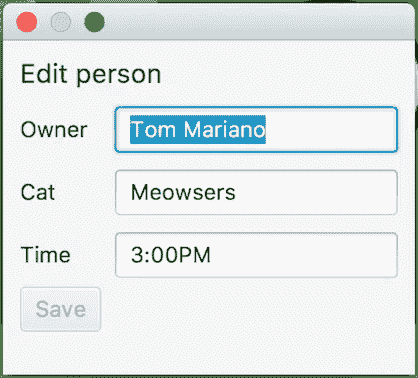 Edit person
Owner Tom Mariano
Cat Meowsers
Time 3:00PM
Save